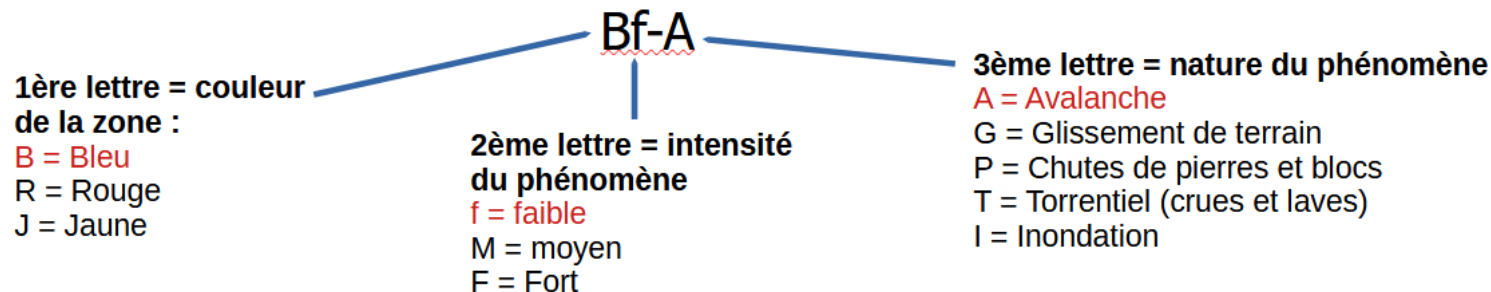 Bf-A
1ère lettre = couleur
de la zone :
B = Bleu
R = Rouge
J = Jaune
2ème lettre = intensité
du phénomène
f = faible
M = moyen
F = Fort
3ème lettre = nature du phénomène
A = Avalanche
G = Glissement de terrain
P = Chutes de pierres et blocs
T = Torrentiel (crues et laves)
I = Inondation